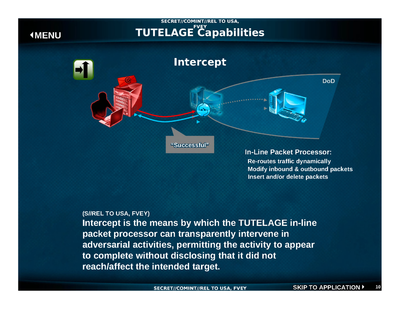 SECRET//COMINT//REL TO USA,
FVEY
MENU
TUTELAGE Capabilities
Intercept
DoD
"Successful"
In-Line Packet Processor:
Re-routes traffic dynamically
Modify inbound & outbound packets
Insert and/or delete packets
(S//REL TO USA, FVEY)
Intercept is the means by which the TUTELAGE in-line
packet processor can transparently intervene in
adversarial activities, permitting the activity to appear
to complete without disclosing that it did not
reach/affect the intended target.
SECRET//COMINT//REL TO USA, FVEY
SKIP TO APPLICATION
10